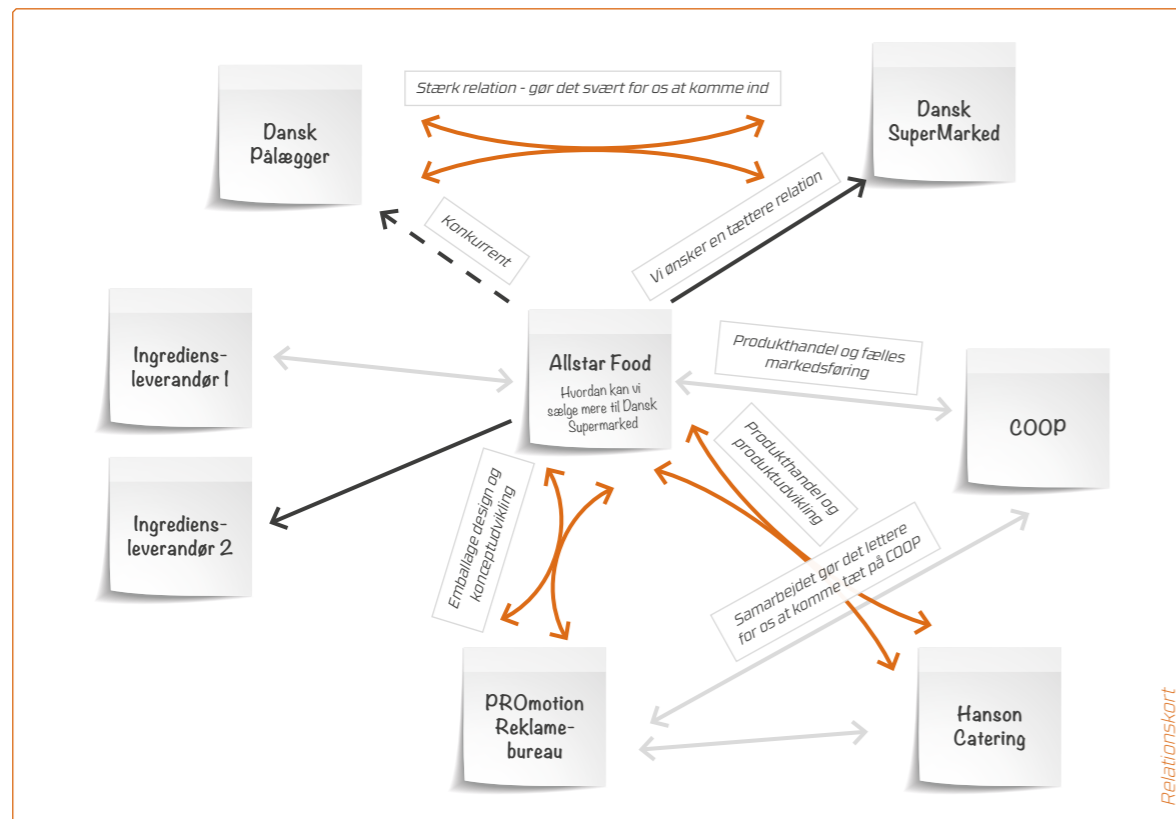 Stærk relation - gør det svært for os at komme ind
Dansk
Pålægger
Dansk
SuperMarked
Konkurrent
Vi ønsker en tættere relation
Ingrediens-
leverandør 1
Allstar Food
Hvordan kan vi
sælge mere til Dansk
Supermarked
Produkthandel og fælles
markedsføring
COOP
Ingrediens-
leverandør 2
Emballage design og
konceptudvikling
Produkthandel og
produktudvikling
Samarbejdet gør det lettere
for os at komme tæt på COOP
PROmotion
Reklame-
bureau
Hanson
Catering
Relationskort